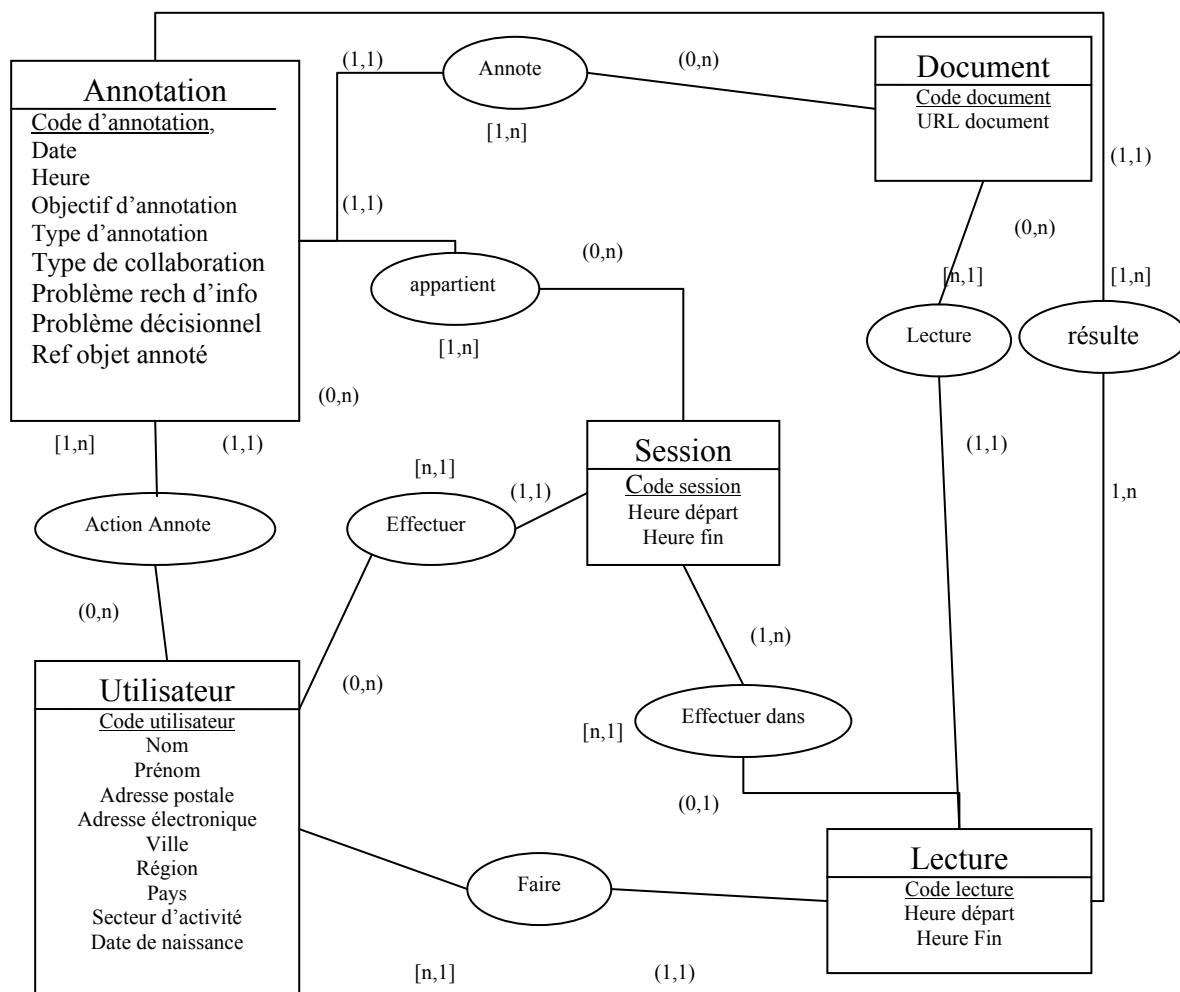 Annotation
Code d'annotation,
Date
Heure
Objectif d'annotation
Type d'annotation
Type de collaboration
Problème rech d'info
Problème décisionnel
Ref objet annoté
(1,1)
Annote
(0,n)
[1,n]
Document
Code document
URL document
(1,1)
(1,1)
appartient
(0,n)
[1,n]
(0,n)
(0,n)
[n,1]
Lecture
(1,1)
[1,n]
résulte
1,n
[1,n]
(1,1)
Action Annote
(0,n)
[n,1]
(1,1)
Effectuer
(0,n)
Session
Code session
Heure départ
Heure fin
(1,n)
Effectuer dans
[n,1]
(0,1)
Utilisateur
Code utilisateur
Nom
Prénom
Adresse postale
Adresse électronique
Ville
Région
Pays
Secteur d'activité
Date de naissance
Faire
[n,1]
(1,1)
Lecture
Code lecture
Heure départ
Heure Fin